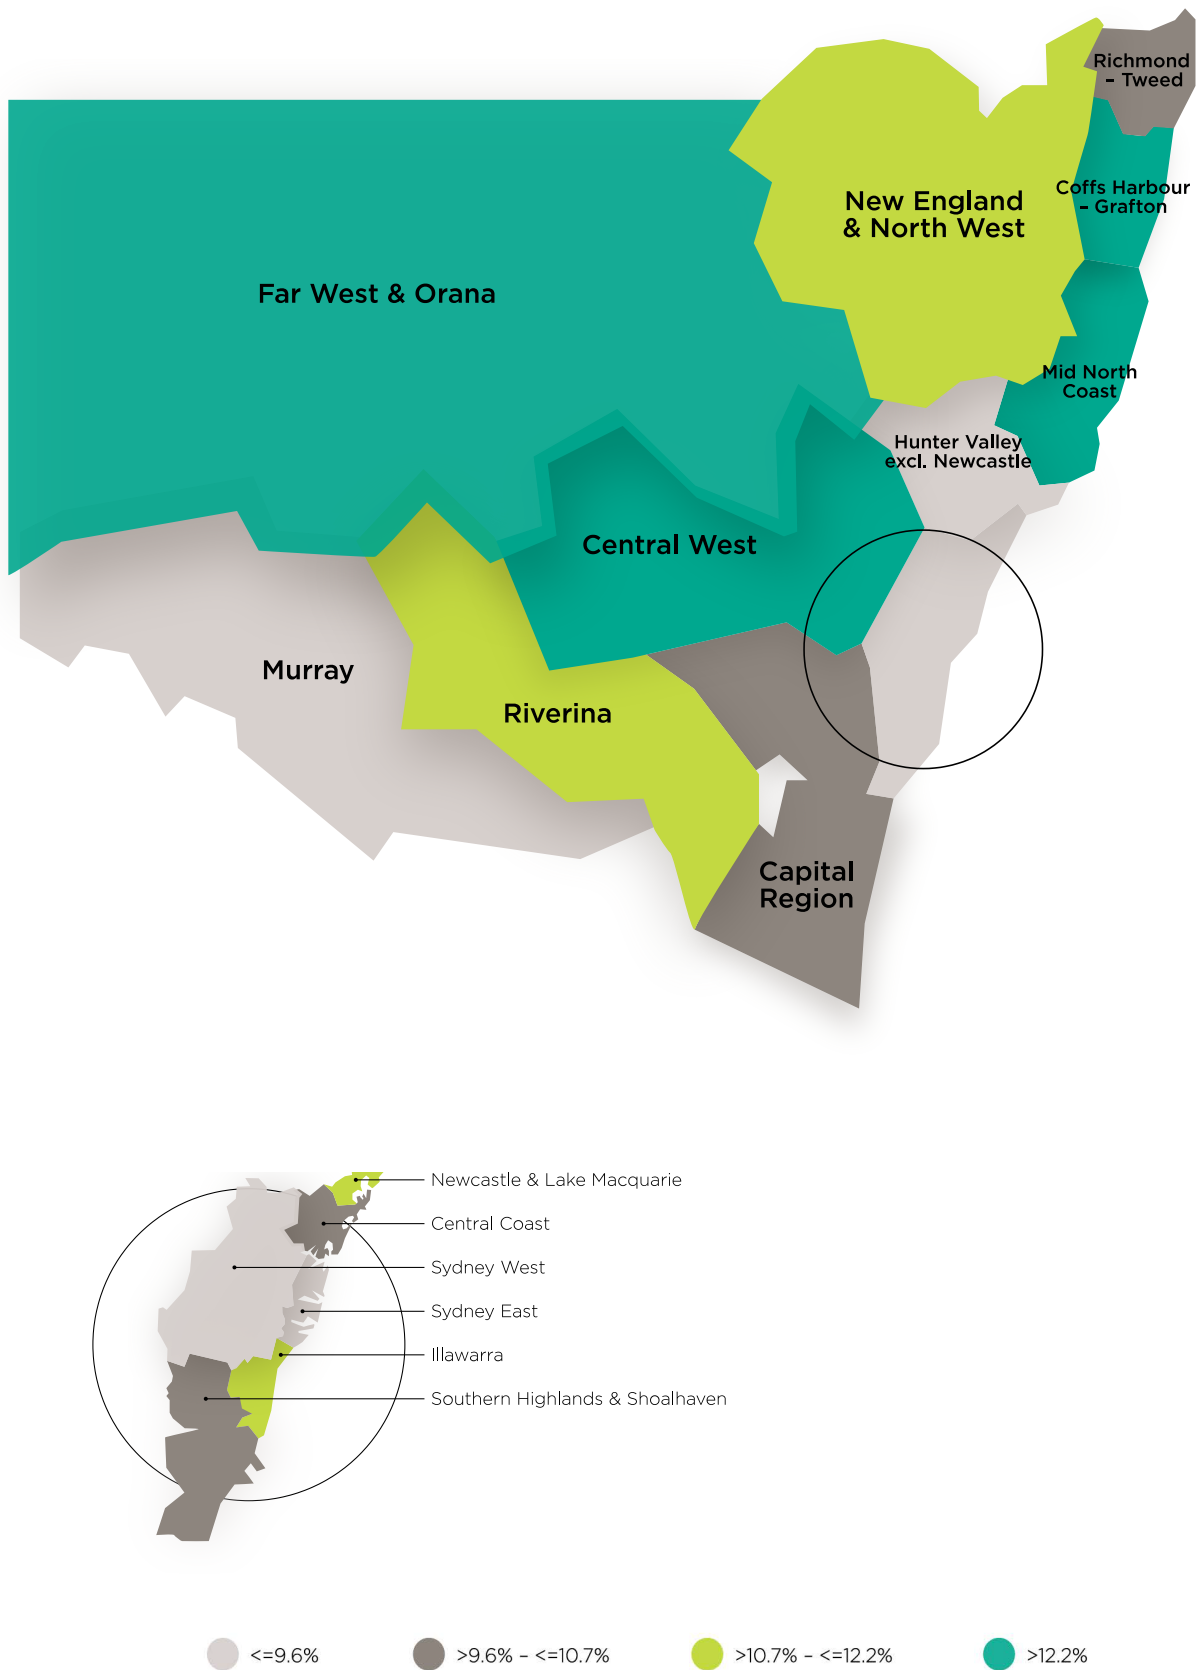 Richmond
– Tweed
Coffs Harbour
– Grafton
New England
& North West
Far West & Orana
Mid North
Coast
Hunter Valley
excl. Newcastle
Central West
Murray
Riverina
Capital
Region
Newcastle & Lake Macquarie
Central Coast
Sydney West
Sydney East
Illawarra
Southern Highlands & Shoalhaven
<=9.6%
>9.6% – <=10.7%
>10.7% – <=12.2%
>12.2%